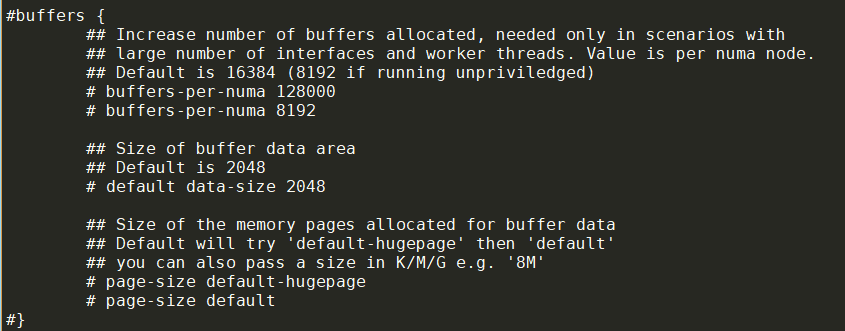 #buffers {
## Increase number of buffers allocated, needed only in scenarios with
## large number of interfaces and worker threads. Value is per numa node.
## Default is 16384 (8192 if running unpriviledged)
# buffers-per-numa 128000
# buffers-per-numa 8192
## Size of buffer data area
## Default is 2048
# default data-size 2048
## Size of the memory pages allocated for buffer data
## Default will try 'default-hugepage' then 'default'
## you can also pass a size in K/M/G e.g. '8M'
# page-size default-hugepage
# page-size default
#}